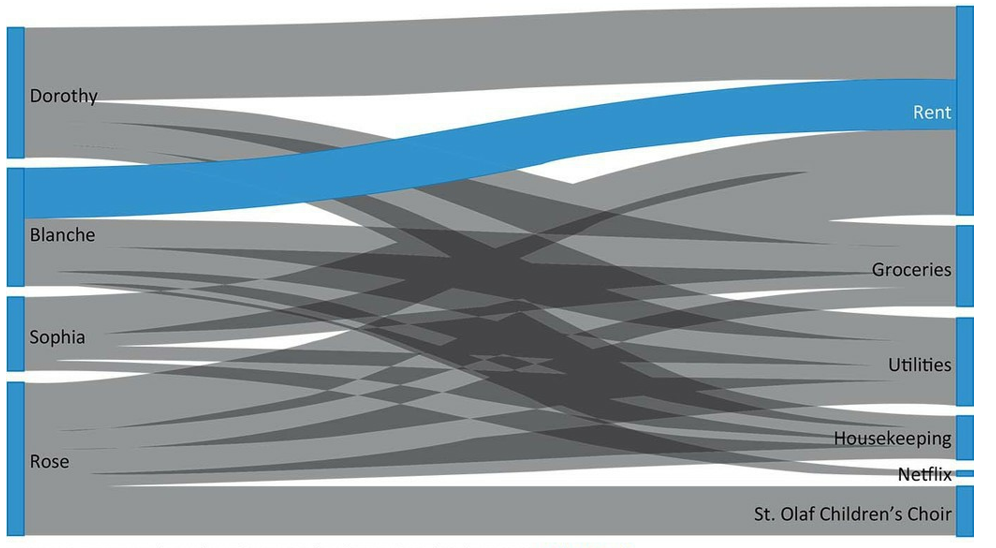 Dorothy
Rent
Blanche
Groceries
Sophia
Utilities
Housekeeping
Rose
Netflix
St. Olaf Children’s Choir